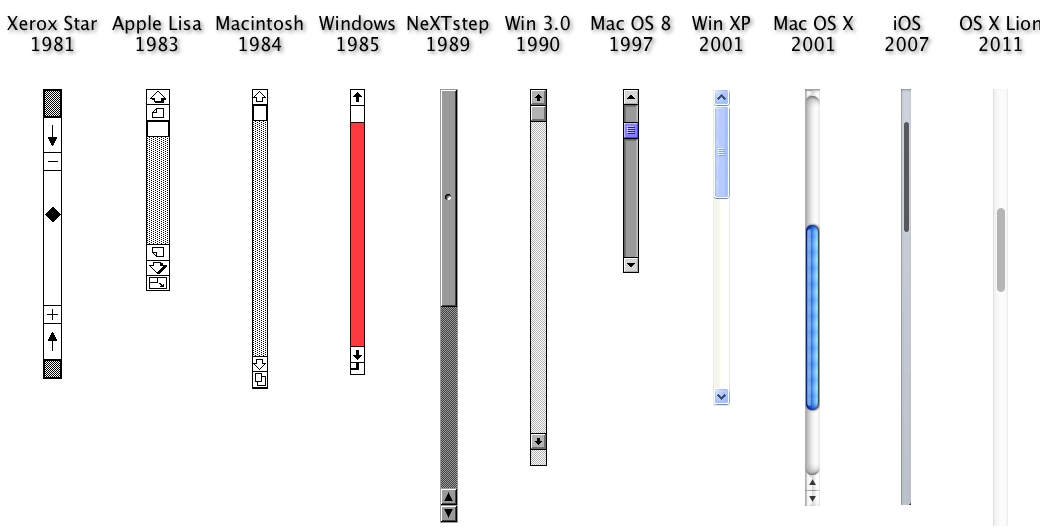 Xerox Star
1981
Apple Lisa
1983
Macintosh
1984
Windows
1985
NeXTstep
1989
Win 3.0
1990
Mac OS 8
1997
Win XP
2001
Mac OS X
2001
iOS
2007
OS X Lion
2011